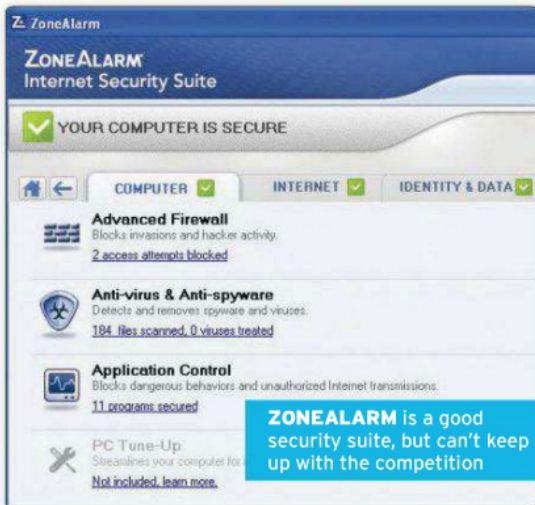 ZoneAlarm
ZONEALARM
Internet Security Suite
YOUR COMPUTER IS SECURE
COMPUTER INTERNET IDENTITY & DATA
Advanced Firewall
Blocks invasions and hacker activity.
2 access attempts blocked
Anti-virus & Anti-spyware
Detects and removes spyware and viruses.
184 files scanned, 0 viruses treated
Application Control
Blocks dangerous behaviors and unauthorized Internet transmissions.
11 programs secured
PC Tune-Up
Streamlines your computer for
Not included, learn more.
ZONEALARM is a good
security suite, but can't keep
up with the competition